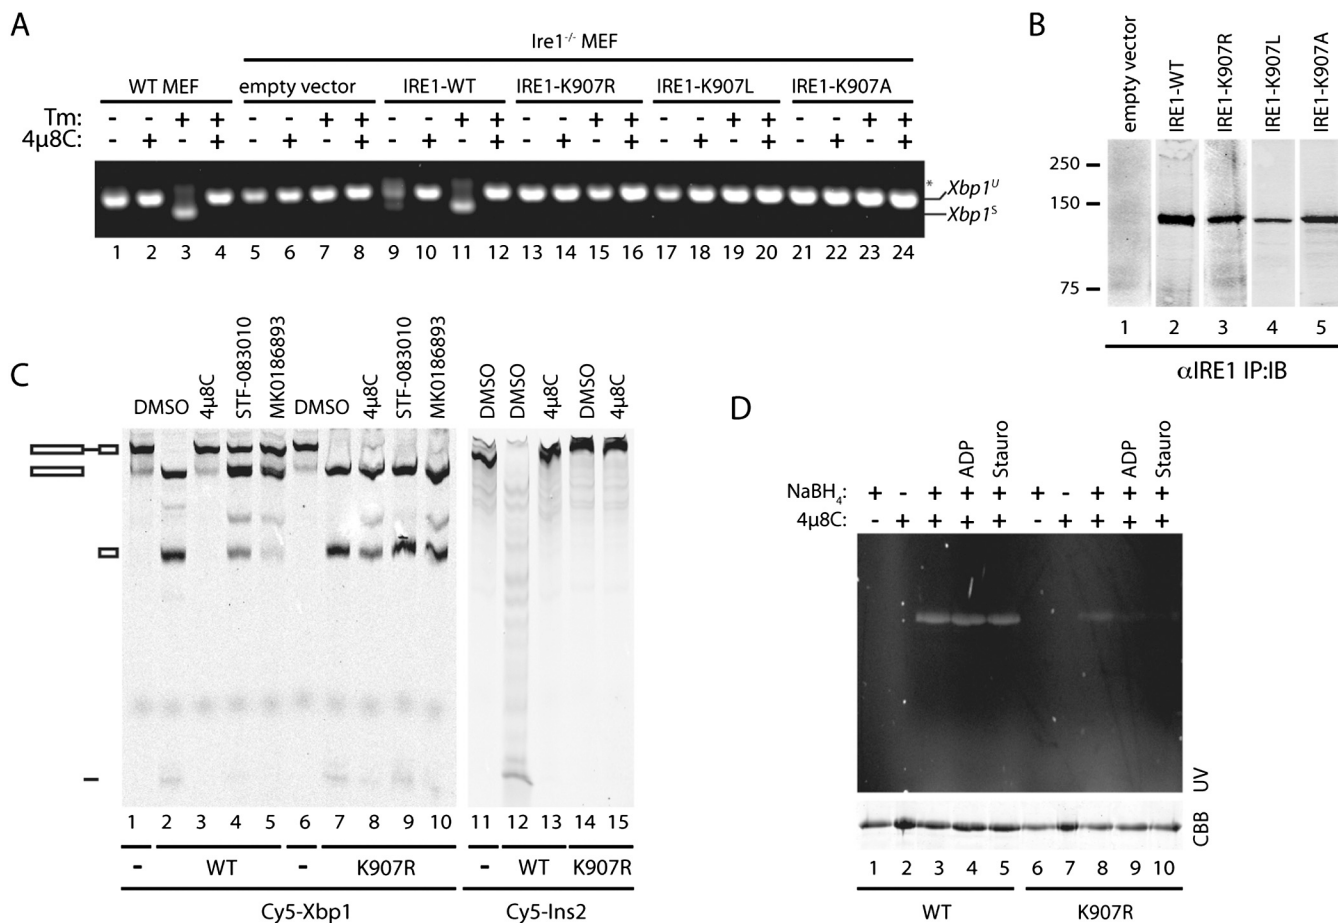 A
Ire1⁻/⁻ MEF
WT MEF empty vector IRE1-WT IRE1-K907R IRE1-K907L IRE1-K907A
Tm: - - + + - - + + - - + + - - + + - - + + - - + +
4µ8C: - + - + - + - + - + - + - + - + - + - + - + - +
*
Xbp1ᵁ
Xbp1ˢ
1 2 3 4 5 6 7 8 9 10 11 12 13 14 15 16 17 18 19 20 21 22 23 24
B
empty vector
IRE1-WT
IRE1-K907R
IRE1-K907L
IRE1-K907A
250
150
75
1 2 3 4 5
αIRE1 IP:IB
C
DMSO
4µ8C
STF-083010
MK0186893
DMSO
4µ8C
STF-083010
MK0186893
DMSO
DMSO
4µ8C
DMSO
4µ8C
1 2 3 4 5 6 7 8 9 10 11 12 13 14 15
- WT - K907R - WT K907R
Cy5-Xbp1 Cy5-Ins2
D
ADP
Stauro
ADP
Stauro
NaBH₄: + - + + + + - + + +
4µ8C: - + + + + - + + + +
UV
CBB
1 2 3 4 5 6 7 8 9 10
WT K907R